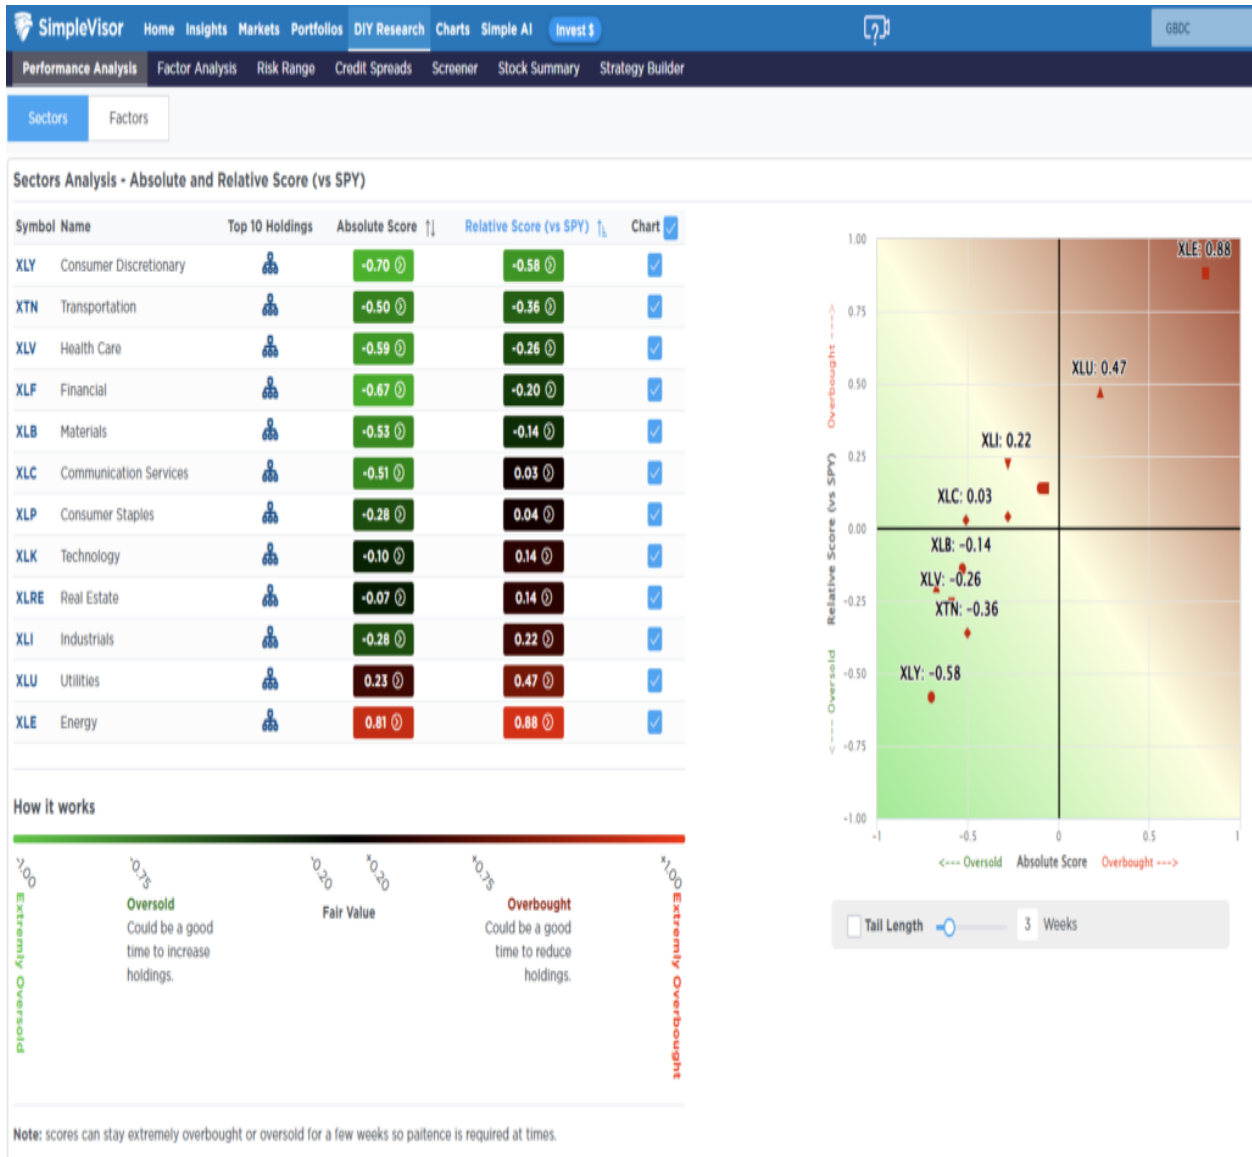 SimpleVisor Home Insights Markets Portfolios DIY Research Charts Simple AI Invest $ GBDC
Performance Analysis Factor Analysis Risk Range Credit Spreads Screener Stock Summary Strategy Builder
Sectors Factors
Sectors Analysis - Absolute and Relative Score (vs SPY)
Symbol Name Top 10 Holdings Absolute Score Relative Score (vs SPY) Chart
XLY Consumer Discretionary -0.70 -0.58
XTN Transportation -0.50 -0.36
XLV Health Care -0.59 -0.26
XLF Financial -0.67 -0.20
XLB Materials -0.53 -0.14
XLC Communication Services -0.51 0.03
XLP Consumer Staples -0.28 0.04
XLK Technology -0.10 0.14
XLRE Real Estate -0.07 0.14
XLI Industrials -0.28 0.22
XLU Utilities 0.23 0.47
XLE Energy 0.81 0.88
How it works
-1.00 -0.75 -0.20 +0.20 +0.75 +1.00
Extremly Oversold
Oversold
Could be a good
time to increase
holdings.
Fair Value
Overbought
Could be a good
time to reduce
holdings.
Extremly Overbought
Note: scores can stay extremely overbought or oversold for a few weeks so paitence is required at times.
<--- Oversold Relative Score (vs SPY) Overbought --->
1.00
0.75
0.50
0.25
0.00
-0.25
-0.50
-0.75
-1.00
XLE: 0.88
XLU: 0.47
XLI: 0.22
XLC: 0.03
XLB: -0.14
XLV: -0.26
XTN: -0.36
XLY: -0.58
-1 -0.5 0 0.5 1
<--- Oversold Absolute Score Overbought --->
Tail Length 3 Weeks